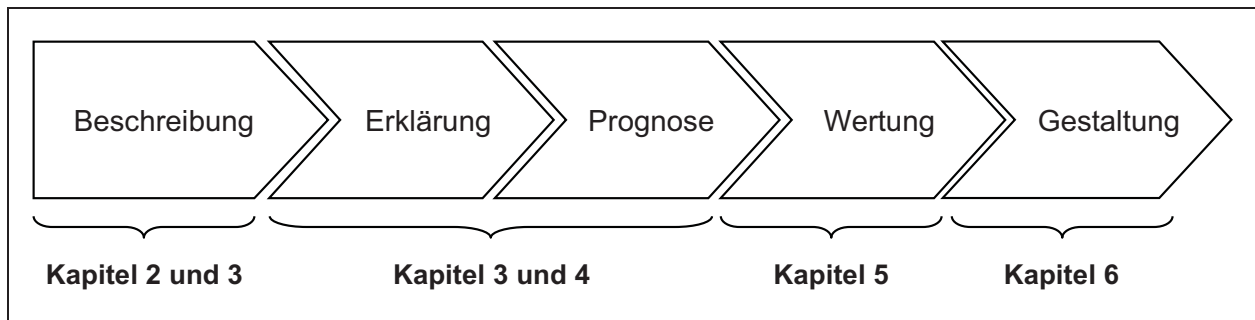 Beschreibung Erklärung Prognose Wertung Gestaltung
Kapitel 2 und 3 Kapitel 3 und 4 Kapitel 5 Kapitel 6